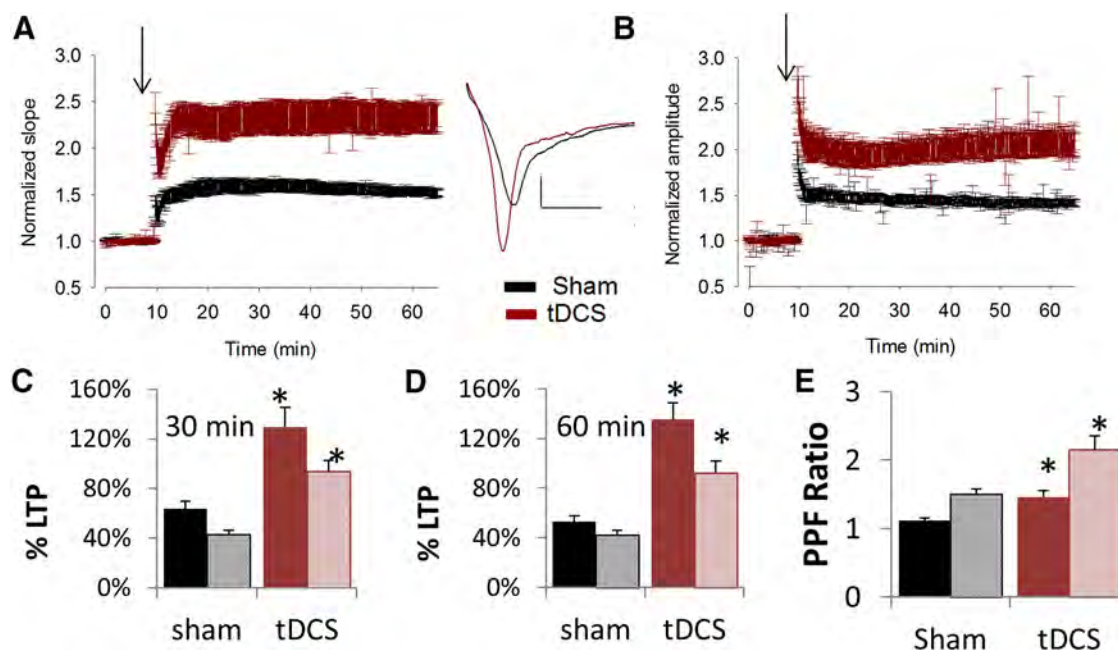 A
Normalized slope
3.0
2.5
2.0
1.5
1.0
0.5
0 10 20 30 40 50 60
Time (min)
Sham
tDCS
B
Normalized amplitude
3.0
2.5
2.0
1.5
1.0
0.5
0 10 20 30 40 50 60
Time (min)
C
% LTP
160%
120%
80%
40%
0%
30 min
*
*
sham tDCS
D
% LTP
160%
120%
80%
40%
0%
60 min
*
*
sham tDCS
E
PPF Ratio
3
2
1
0
*
*
Sham tDCS